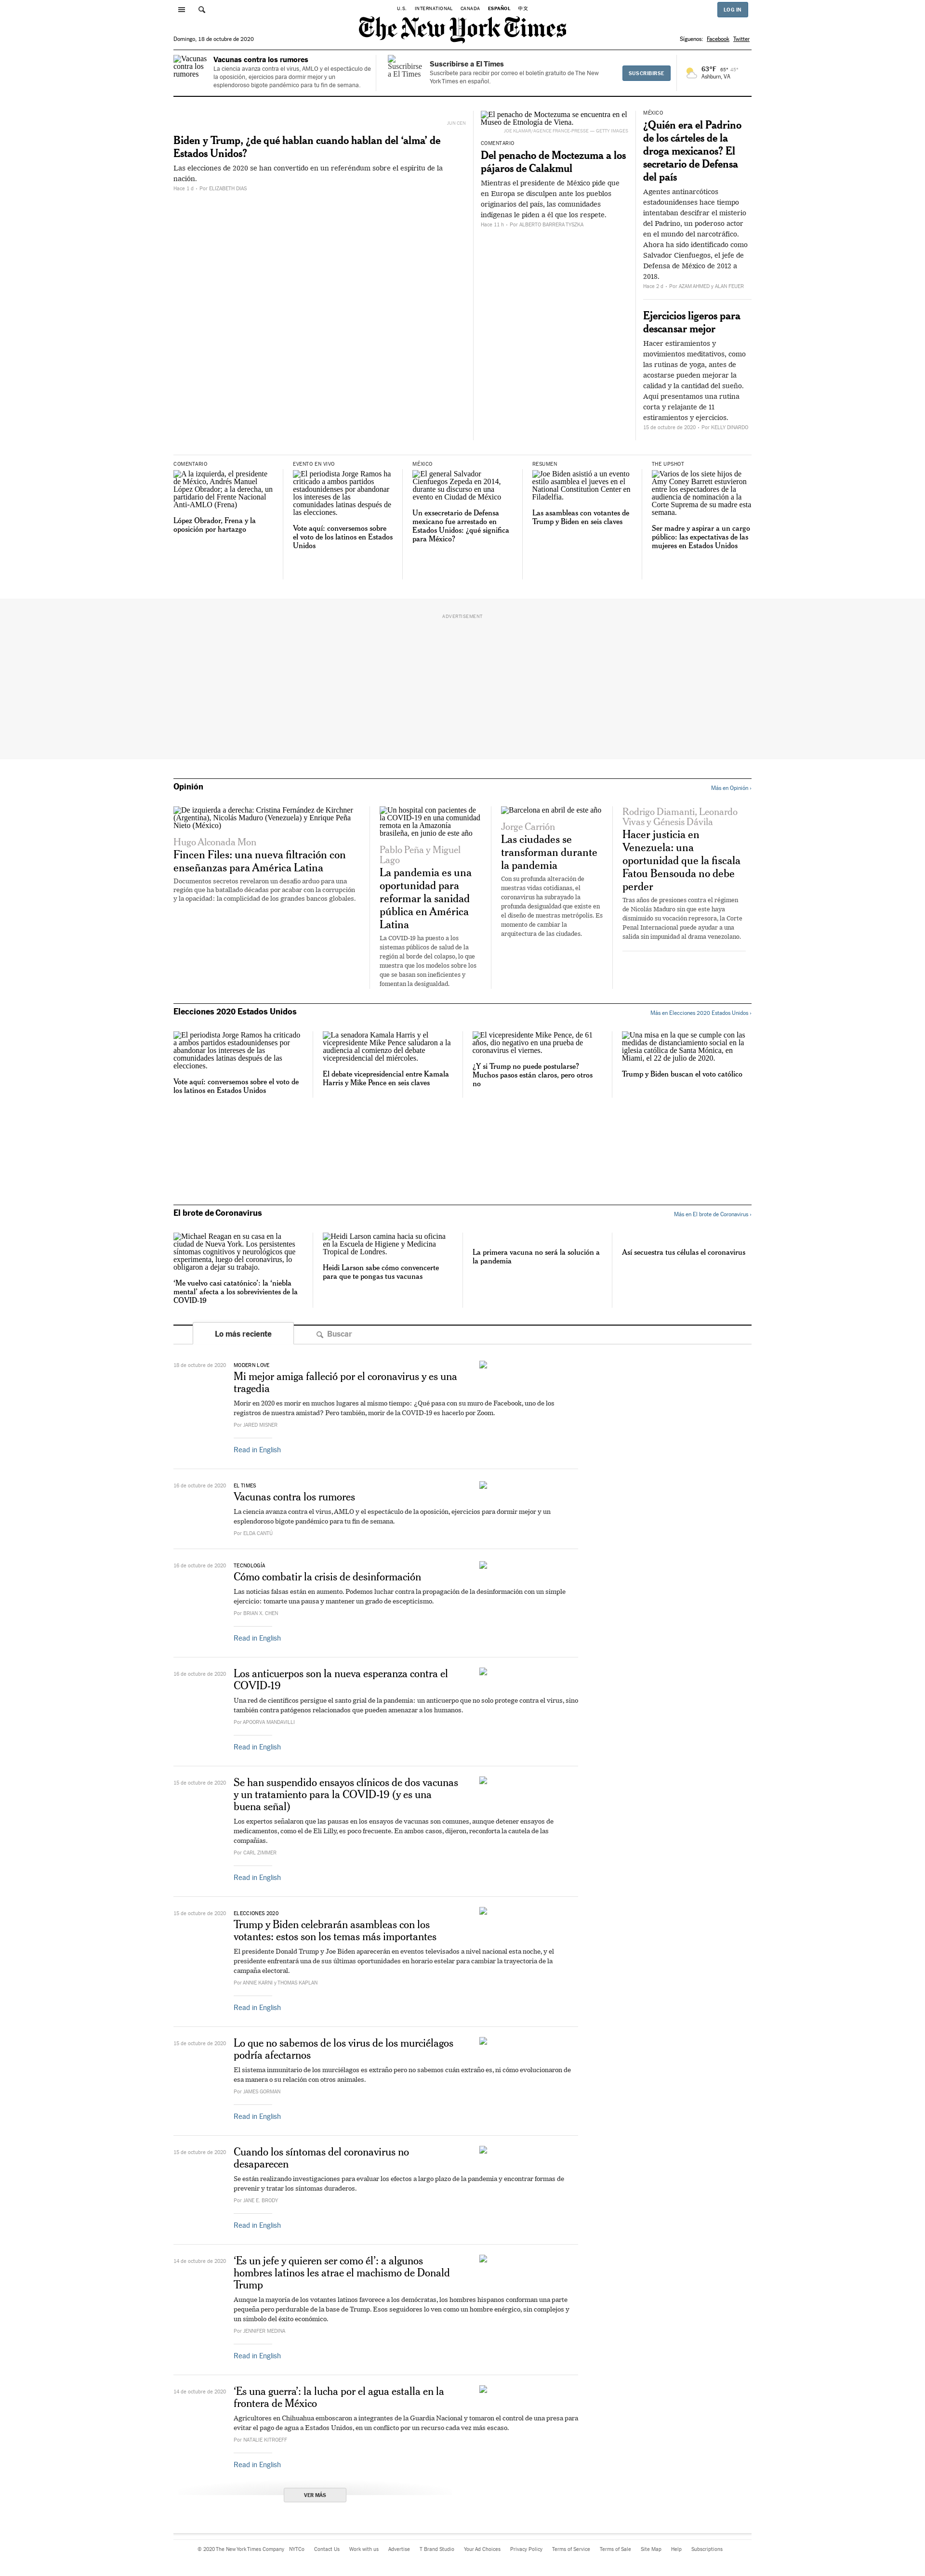 U.S. INTERNATIONAL CANADA ESPAÑOL 中文
LOG IN
The New York Times
Domingo, 18 de octubre de 2020
Síguenos: Facebook Twitter
Vacunas contra los rumores
Vacunas contra los rumores
La ciencia avanza contra el virus, AMLO y el espectáculo de
la oposición, ejercicios para dormir mejor y un
esplendoroso bigote pandémico para tu fin de semana.
Suscribirse a El Times
Suscribirse a El Times
Suscríbete para recibir por correo el boletín gratuito de The New
York Times en español.
SUSCRIBIRSE
63°F 65° 45°
Ashburn, VA
JUN CEN
Biden y Trump, ¿de qué hablan cuando hablan del ‘alma’ de
Estados Unidos?
Las elecciones de 2020 se han convertido en un referéndum sobre el espíritu de la
nación.
Hace 1 d – Por ELIZABETH DIAS
El penacho de Moctezuma se encuentra en el
Museo de Etnología de Viena.
JOE KLAMAR/AGENCE FRANCE-PRESSE — GETTY IMAGES
COMENTARIO
Del penacho de Moctezuma a los
pájaros de Calakmul
Mientras el presidente de México pide que
en Europa se disculpen ante los pueblos
originarios del país, las comunidades
indígenas le piden a él que los respete.
Hace 11 h – Por ALBERTO BARRERA TYSZKA
MÉXICO
¿Quién era el Padrino
de los cárteles de la
droga mexicanos? El
secretario de Defensa
del país
Agentes antinarcóticos
estadounidenses hace tiempo
intentaban descifrar el misterio
del Padrino, un poderoso actor
en el mundo del narcotráfico.
Ahora ha sido identificado como
Salvador Cienfuegos, el jefe de
Defensa de México de 2012 a
2018.
Hace 2 d – Por AZAM AHMED y ALAN FEUER
Ejercicios ligeros para
descansar mejor
Hacer estiramientos y
movimientos meditativos, como
las rutinas de yoga, antes de
acostarse pueden mejorar la
calidad y la cantidad del sueño.
Aquí presentamos una rutina
corta y relajante de 11
estiramientos y ejercicios.
15 de octubre de 2020 – Por KELLY DINARDO
COMENTARIO
A la izquierda, el presidente
de México, Andrés Manuel
López Obrador; a la derecha, un
partidario del Frente Nacional
Anti-AMLO (Frena)
López Obrador, Frena y la
oposición por hartazgo
EVENTO EN VIVO
El periodista Jorge Ramos ha
criticado a ambos partidos
estadounidenses por abandonar
los intereses de las
comunidades latinas después de
las elecciones.
Vote aquí: conversemos sobre
el voto de los latinos en Estados
Unidos
MÉXICO
El general Salvador
Cienfuegos Zepeda en 2014,
durante su discurso en una
evento en Ciudad de México
Un exsecretario de Defensa
mexicano fue arrestado en
Estados Unidos: ¿qué significa
para México?
RESUMEN
Joe Biden asistió a un evento
estilo asamblea el jueves en el
National Constitution Center en
Filadelfia.
Las asambleas con votantes de
Trump y Biden en seis claves
THE UPSHOT
Varios de los siete hijos de
Amy Coney Barrett estuvieron
entre los espectadores de la
audiencia de nominación a la
Corte Suprema de su madre esta
semana.
Ser madre y aspirar a un cargo
público: las expectativas de las
mujeres en Estados Unidos
ADVERTISEMENT
Opinión
Más en Opinión ›
De izquierda a derecha: Cristina Fernández de Kirchner
(Argentina), Nicolás Maduro (Venezuela) y Enrique Peña
Nieto (México)
Hugo Alconada Mon
Fincen Files: una nueva filtración con
enseñanzas para América Latina
Documentos secretos revelaron un desafío arduo para una
región que ha batallado décadas por acabar con la corrupción
y la opacidad: la complicidad de los grandes bancos globales.
Un hospital con pacientes de
la COVID-19 en una comunidad
remota en la Amazonía
brasileña, en junio de este año
Pablo Peña y Miguel
Lago
La pandemia es una
oportunidad para
reformar la sanidad
pública en América
Latina
La COVID-19 ha puesto a los
sistemas públicos de salud de la
región al borde del colapso, lo que
muestra que los modelos sobre los
que se basan son ineficientes y
fomentan la desigualdad.
Barcelona en abril de este año
Jorge Carrión
Las ciudades se
transforman durante
la pandemia
Con su profunda alteración de
nuestras vidas cotidianas, el
coronavirus ha subrayado la
profunda desigualdad que existe en
el diseño de nuestras metrópolis. Es
momento de cambiar la
arquitectura de las ciudades.
Rodrigo Diamanti, Leonardo
Vivas y Génesis Dávila
Hacer justicia en
Venezuela: una
oportunidad que la fiscala
Fatou Bensouda no debe
perder
Tras años de presiones contra el régimen
de Nicolás Maduro sin que este haya
disminuido su vocación represora, la Corte
Penal Internacional puede ayudar a una
salida sin impunidad al drama venezolano.
Elecciones 2020 Estados Unidos
Más en Elecciones 2020 Estados Unidos ›
El periodista Jorge Ramos ha criticado
a ambos partidos estadounidenses por
abandonar los intereses de las
comunidades latinas después de las
elecciones.
Vote aquí: conversemos sobre el voto de
los latinos en Estados Unidos
La senadora Kamala Harris y el
vicepresidente Mike Pence saludaron a la
audiencia al comienzo del debate
vicepresidencial del miércoles.
El debate vicepresidencial entre Kamala
Harris y Mike Pence en seis claves
El vicepresidente Mike Pence, de 61
años, dio negativo en una prueba de
coronavirus el viernes.
¿Y si Trump no puede postularse?
Muchos pasos están claros, pero otros
no
Una misa en la que se cumple con las
medidas de distanciamiento social en la
iglesia católica de Santa Mónica, en
Miami, el 22 de julio de 2020.
Trump y Biden buscan el voto católico
El brote de Coronavirus
Más en El brote de Coronavirus ›
Michael Reagan en su casa en la
ciudad de Nueva York. Los persistentes
síntomas cognitivos y neurológicos que
experimenta, luego del coronavirus, lo
obligaron a dejar su trabajo.
‘Me vuelvo casi catatónico’: la ‘niebla
mental’ afecta a los sobrevivientes de la
COVID-19
Heidi Larson camina hacia su oficina
en la Escuela de Higiene y Medicina
Tropical de Londres.
Heidi Larson sabe cómo convencerte
para que te pongas tus vacunas
La primera vacuna no será la solución a
la pandemia
Así secuestra tus células el coronavirus
Lo más reciente
Buscar
18 de octubre de 2020
MODERN LOVE
Mi mejor amiga falleció por el coronavirus y es una
tragedia
Morir en 2020 es morir en muchos lugares al mismo tiempo: ¿Qué pasa con su muro de Facebook, uno de los
registros de nuestra amistad? Pero también, morir de la COVID-19 es hacerlo por Zoom.
Por JARED MISNER
Read in English
16 de octubre de 2020
EL TIMES
Vacunas contra los rumores
La ciencia avanza contra el virus, AMLO y el espectáculo de la oposición, ejercicios para dormir mejor y un
esplendoroso bigote pandémico para tu fin de semana.
Por ELDA CANTÚ
16 de octubre de 2020
TECNOLOGÍA
Cómo combatir la crisis de desinformación
Las noticias falsas están en aumento. Podemos luchar contra la propagación de la desinformación con un simple
ejercicio: tomarte una pausa y mantener un grado de escepticismo.
Por BRIAN X. CHEN
Read in English
16 de octubre de 2020
Los anticuerpos son la nueva esperanza contra el
COVID-19
Una red de científicos persigue el santo grial de la pandemia: un anticuerpo que no solo protege contra el virus, sino
también contra patógenos relacionados que pueden amenazar a los humanos.
Por APOORVA MANDAVILLI
Read in English
15 de octubre de 2020
Se han suspendido ensayos clínicos de dos vacunas
y un tratamiento para la COVID-19 (y es una
buena señal)
Los expertos señalaron que las pausas en los ensayos de vacunas son comunes, aunque detener ensayos de
medicamentos, como el de Eli Lilly, es poco frecuente. En ambos casos, dijeron, reconforta la cautela de las
compañías.
Por CARL ZIMMER
Read in English
15 de octubre de 2020
ELECCIONES 2020
Trump y Biden celebrarán asambleas con los
votantes: estos son los temas más importantes
El presidente Donald Trump y Joe Biden aparecerán en eventos televisados a nivel nacional esta noche, y el
presidente enfrentará una de sus últimas oportunidades en horario estelar para cambiar la trayectoria de la
campaña electoral.
Por ANNIE KARNI y THOMAS KAPLAN
Read in English
15 de octubre de 2020
Lo que no sabemos de los virus de los murciélagos
podría afectarnos
El sistema inmunitario de los murciélagos es extraño pero no sabemos cuán extraño es, ni cómo evolucionaron de
esa manera o su relación con otros animales.
Por JAMES GORMAN
Read in English
15 de octubre de 2020
Cuando los síntomas del coronavirus no
desaparecen
Se están realizando investigaciones para evaluar los efectos a largo plazo de la pandemia y encontrar formas de
prevenir y tratar los síntomas duraderos.
Por JANE E. BRODY
Read in English
14 de octubre de 2020
‘Es un jefe y quieren ser como él’: a algunos
hombres latinos les atrae el machismo de Donald
Trump
Aunque la mayoría de los votantes latinos favorece a los demócratas, los hombres hispanos conforman una parte
pequeña pero perdurable de la base de Trump. Esos seguidores lo ven como un hombre enérgico, sin complejos y
un símbolo del éxito económico.
Por JENNIFER MEDINA
Read in English
14 de octubre de 2020
‘Es una guerra’: la lucha por el agua estalla en la
frontera de México
Agricultores en Chihuahua emboscaron a integrantes de la Guardia Nacional y tomaron el control de una presa para
evitar el pago de agua a Estados Unidos, en un conflicto por un recurso cada vez más escaso.
Por NATALIE KITROEFF
Read in English
VER MÁS
© 2020 The New York Times Company NYTCo Contact Us Work with us Advertise T Brand Studio Your Ad Choices Privacy Policy Terms of Service Terms of Sale Site Map Help Subscriptions